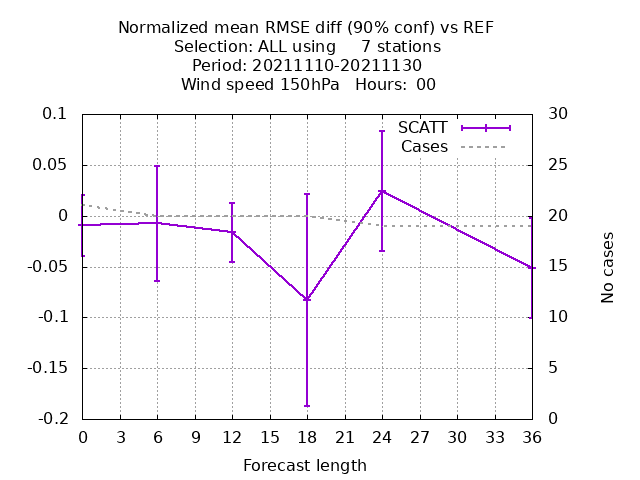 Normalized mean RMSE diff (90% conf) vs REF
Selection: ALL using     7 stations
Period: 20211110-20211130
Wind speed 150hPa   Hours: 00
SCATT
Cases
0.1
0.05
0
-0.05
-0.1
-0.15
-0.2
30
25
20
15
10
5
0
No cases
0 3 6 9 12 15 18 21 24 27 30 33 36
Forecast length